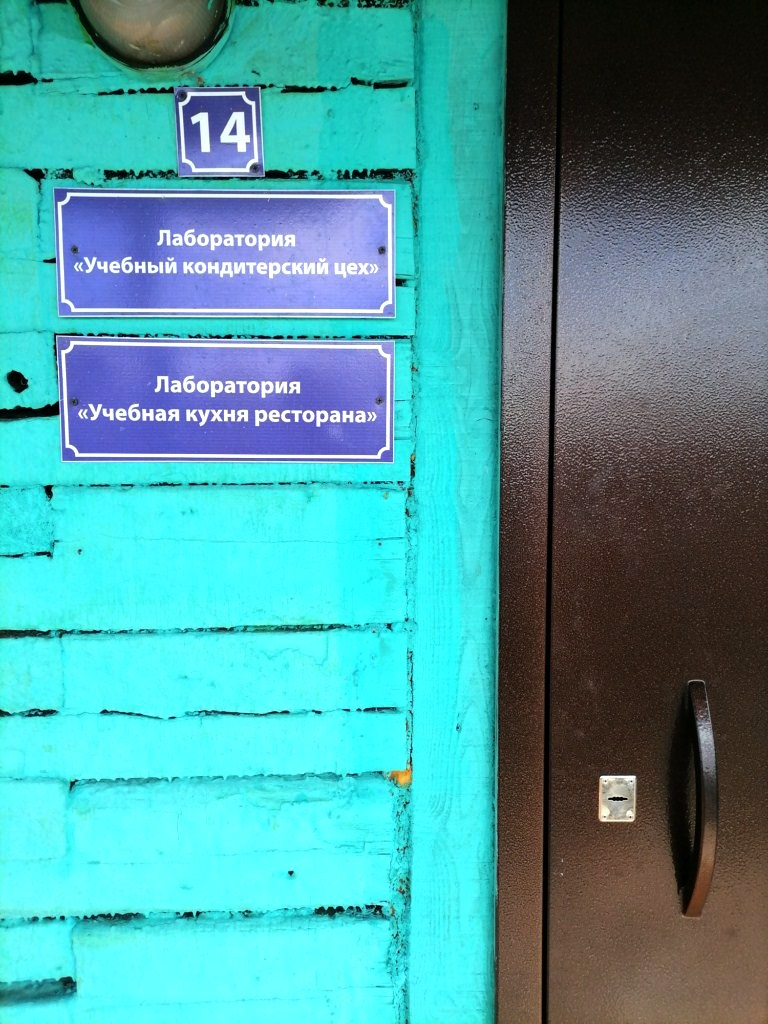 14
Лаборатория
«Учебный кондитерский цех»
Лаборатория
«Учебная кухня ресторана»